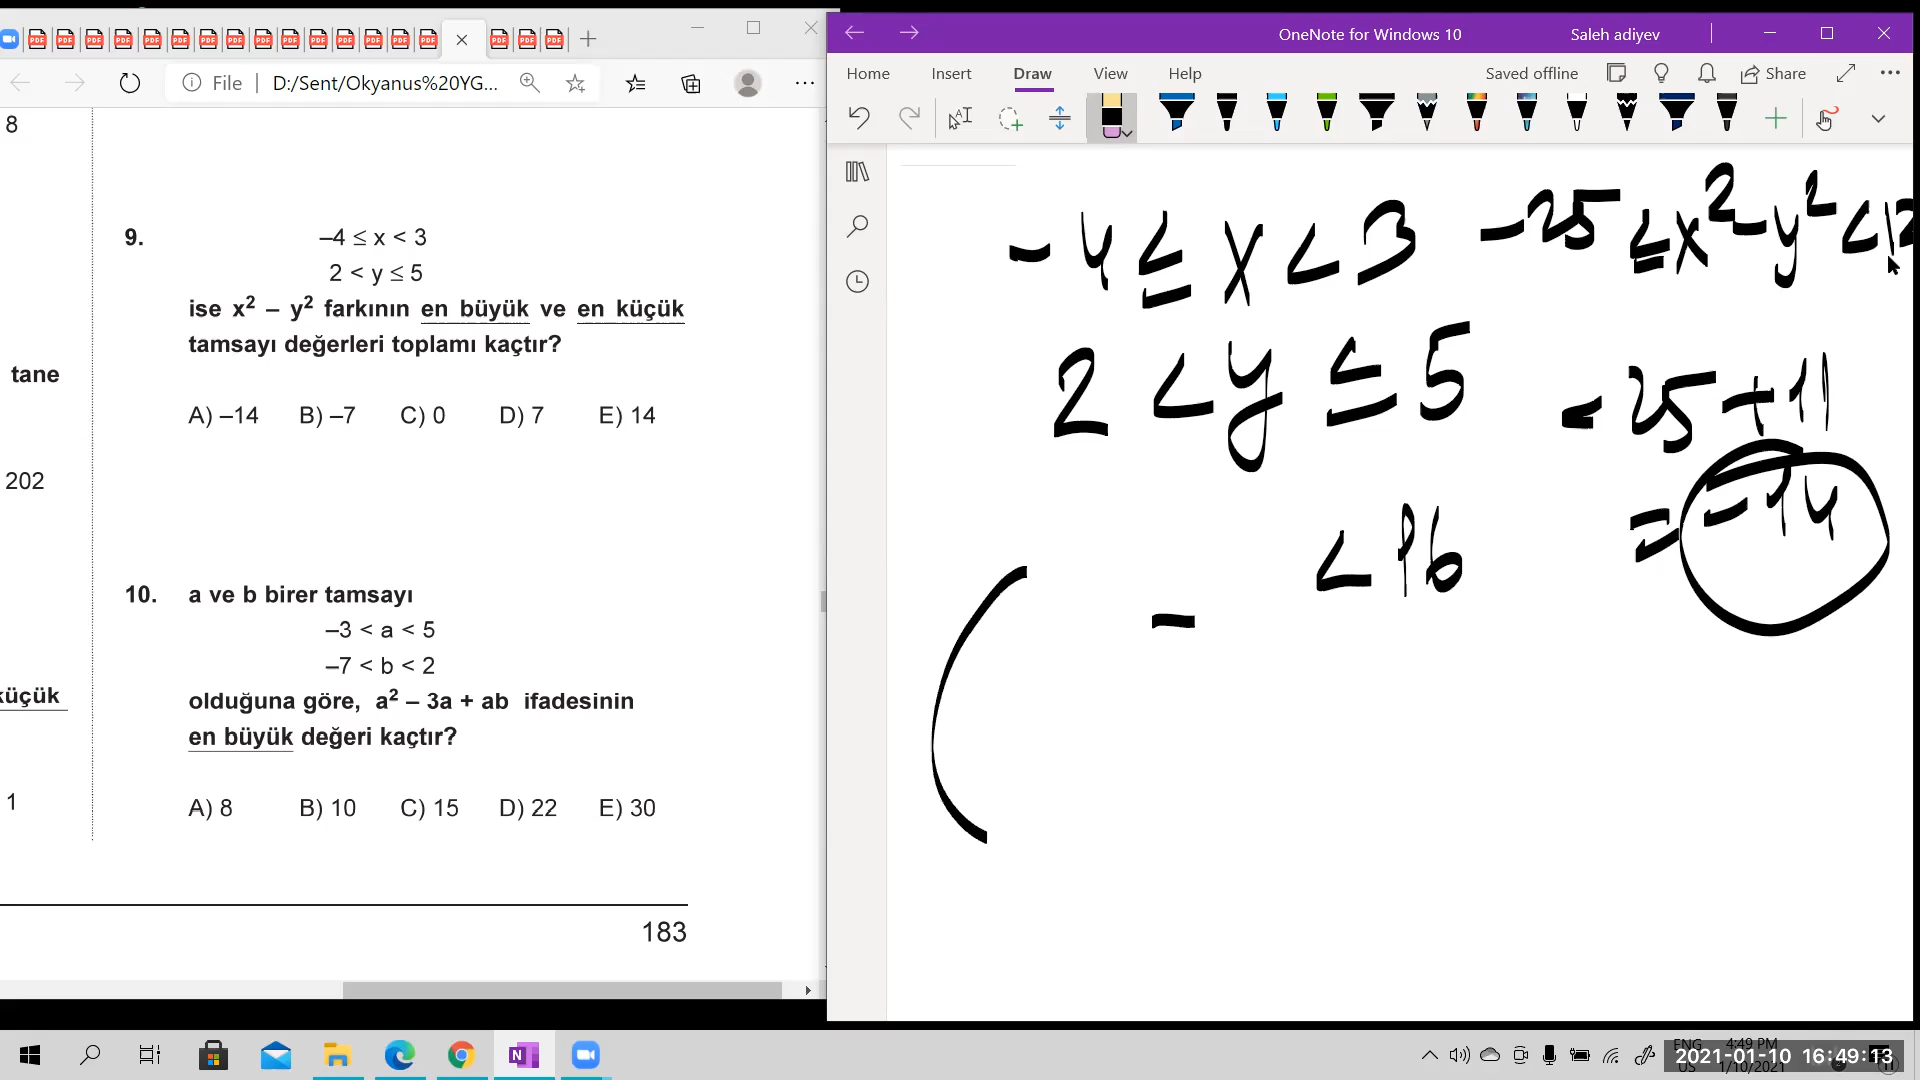 File
D:/Sent/Okyanus%20YG...
8
tane
202
küçük
1
9.
–4 ≤ x < 3
2 < y ≤ 5
ise x² – y² farkının en büyük ve en küçük
tamsayı değerleri toplamı kaçtır?
A) –14 B) –7 C) 0 D) 7 E) 14
10. a ve b birer tamsayı
–3 < a < 5
–7 < b < 2
olduğuna göre, a² – 3a + ab ifadesinin
en büyük değeri kaçtır?
A) 8 B) 10 C) 15 D) 22 E) 30
183
OneNote for Windows 10
Saleh adiyev
Home Insert Draw View Help
Saved offline
Share
-4 ≤ x < 3
-25 ≤ x² - y² < 12
2 < y ≤ 5
-25 + 11
= -14
< 16
-
ENG
US
4:49 PM
1/10/2021
2021-01-10 16:49:13